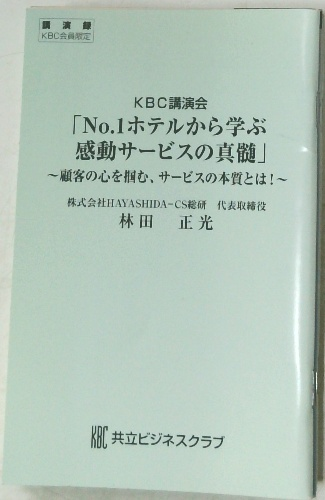 講演録
KBC会員限定
KBC講演会
「No.1ホテルから学ぶ
感動サービスの真髄」
～顧客の心を掴む、サービスの本質とは！～
株式会社HAYASHIDA-CS総研 代表取締役
林田 正光
KBC 共立ビジネスクラブ